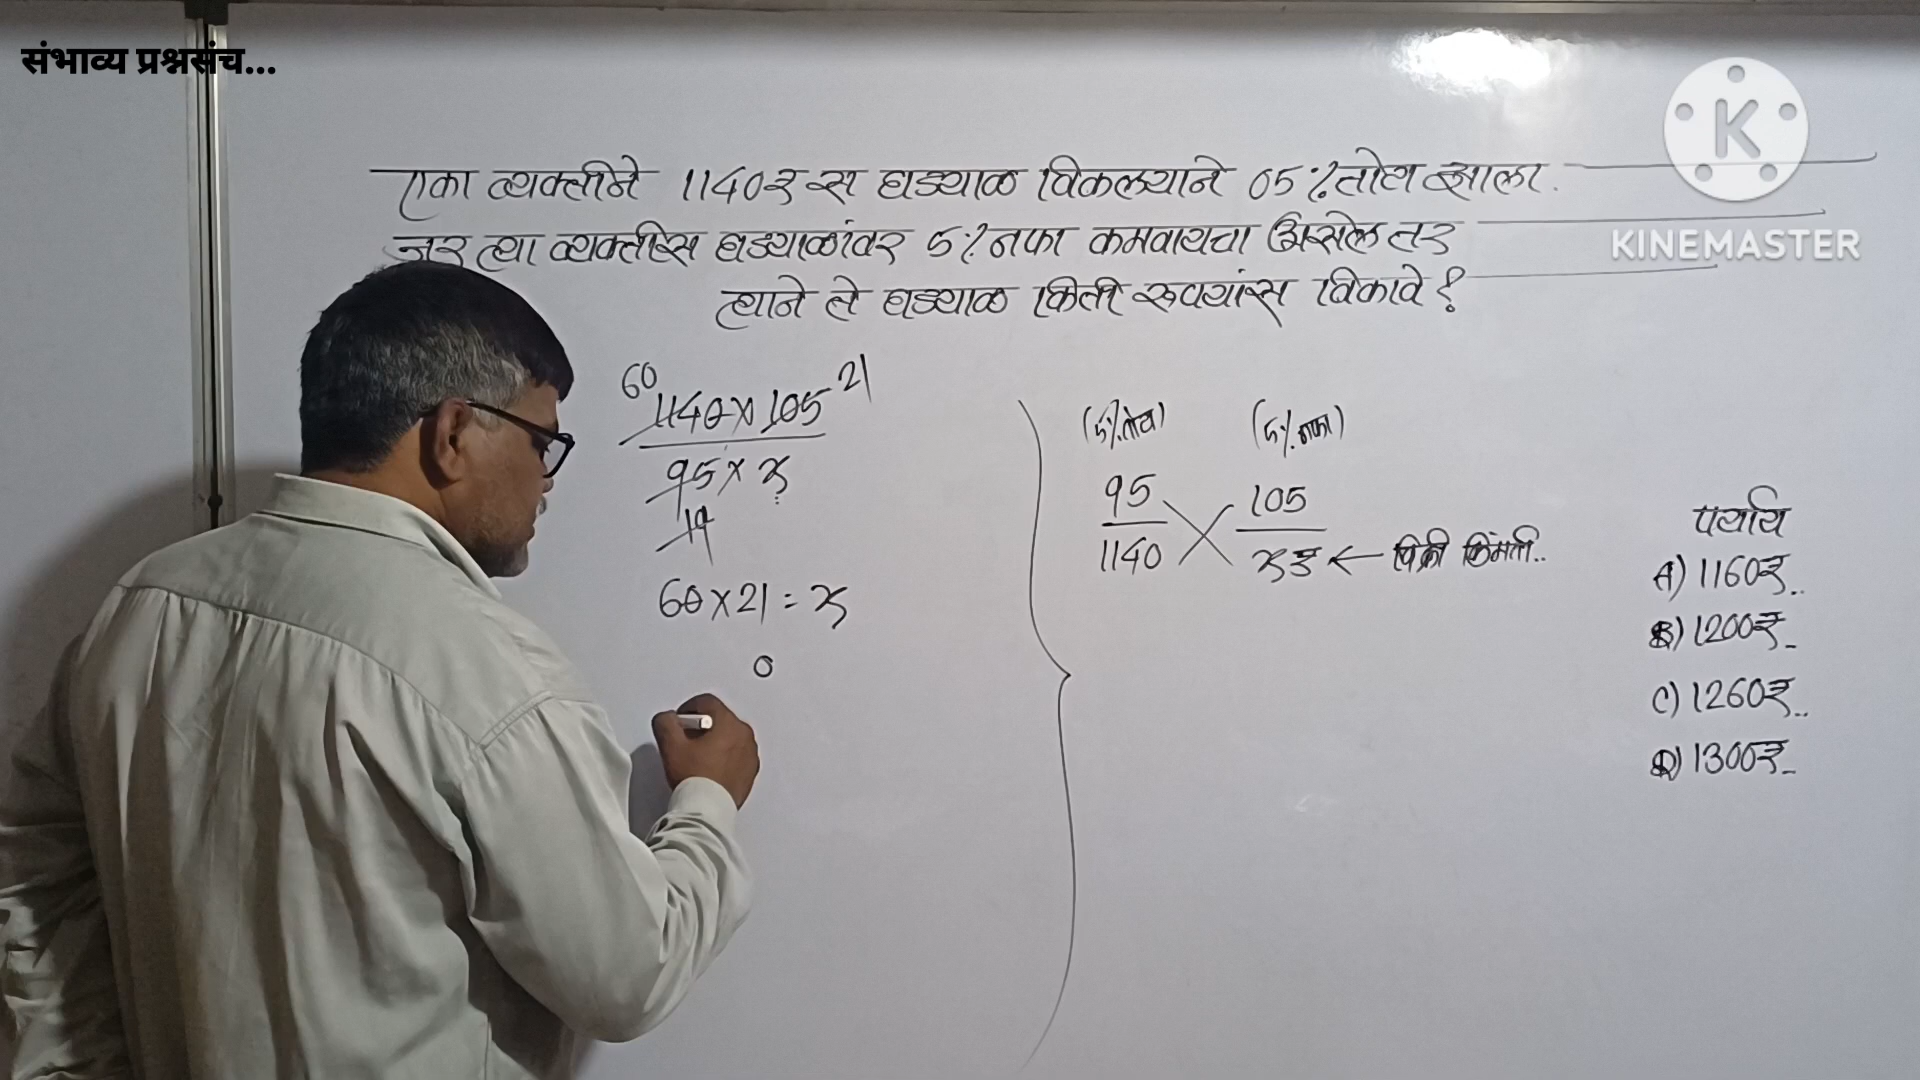 संभाव्य प्रश्नसंच...
K
KINEMASTER
एका व्यक्तीने 1140₹ स घड्याळ विकल्याने 05% तोटा झाला.
जर त्या व्यक्तीस घड्याळांवर 5% नफा कमवायचा असेल तर
त्याने ते घड्याळ किती रुपयांस विकावे?
60 1140 × 105 21
95 × x
19
60 × 21 = x
0
(5% तोटा) (5% नफा)
95 105
1140 x₹ ← विक्री किंमती..
पर्याय
A) 1160₹..
B) 1200₹_
C) 1260₹..
D) 1300₹_